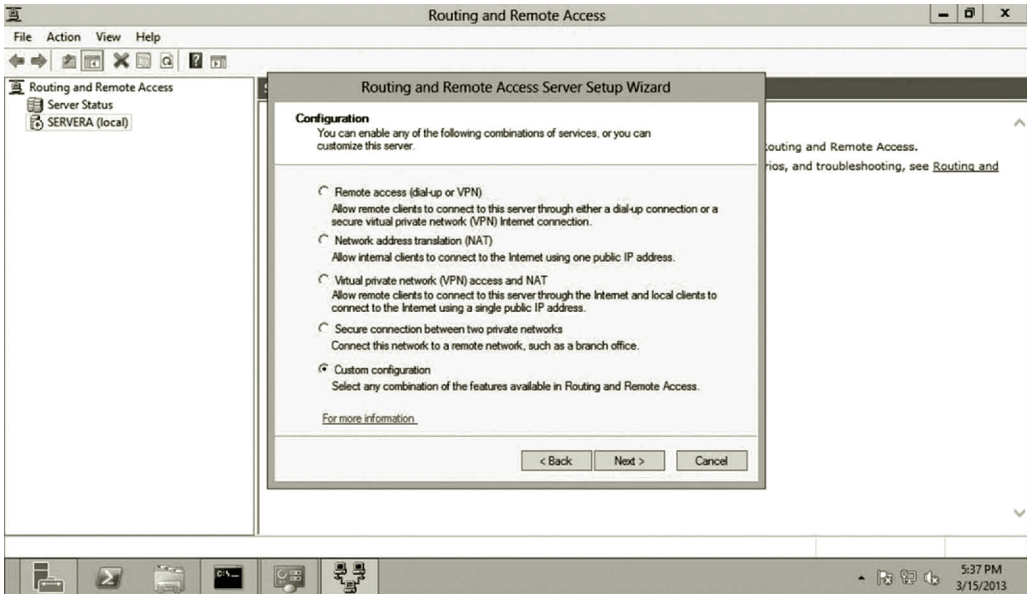 Routing and Remote Access
File Action View Help
Routing and Remote Access
Server Status
SERVERA (local)
Routing and Remote Access Server Setup Wizard
Configuration
You can enable any of the following combinations of services, or you can
customize this server.
Remote access (dial-up or VPN)
Allow remote clients to connect to this server through either a dial-up connection or a
secure virtual private network (VPN) Internet connection.
Network address translation (NAT)
Allow internal clients to connect to the Internet using one public IP address.
Virtual private network (VPN) access and NAT
Allow remote clients to connect to this server through the Internet and local clients to
connect to the Internet using a single public IP address.
Secure connection between two private networks
Connect this network to a remote network, such as a branch office.
Custom configuration
Select any combination of the features available in Routing and Remote Access.
For more information
< Back Next > Cancel
outing and Remote Access.
rios, and troubleshooting, see Routing and
5:37 PM
3/15/2013